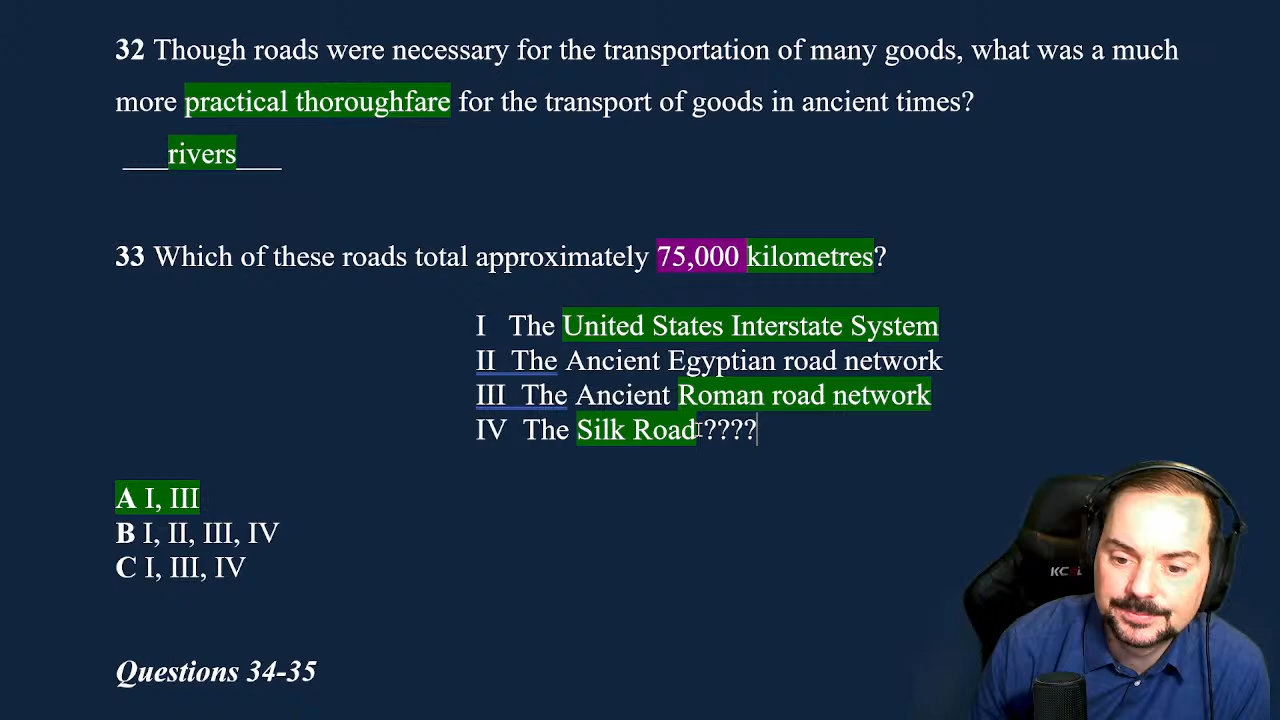 32 Though roads were necessary for the transportation of many goods, what was a much
more practical thoroughfare for the transport of goods in ancient times?
___rivers___
33 Which of these roads total approximately 75,000 kilometres?
I The United States Interstate System
II The Ancient Egyptian road network
III The Ancient Roman road network
IV The Silk Road ????
A I, III
B I, II, III, IV
C I, III, IV
Questions 34-35